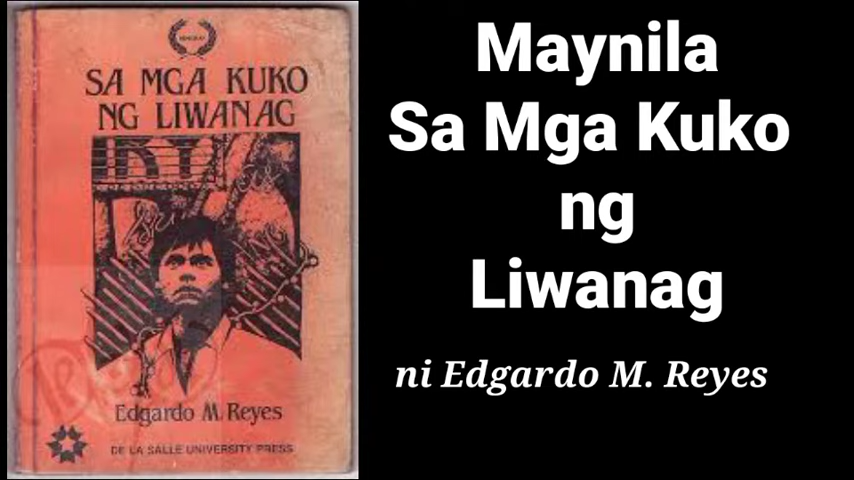 SA MGA KUKO
NG LIWANAG
Edgardo M. Reyes
DE LA SALLE UNIVERSITY PRESS
Maynila
Sa Mga Kuko
ng
Liwanag
ni Edgardo M. Reyes